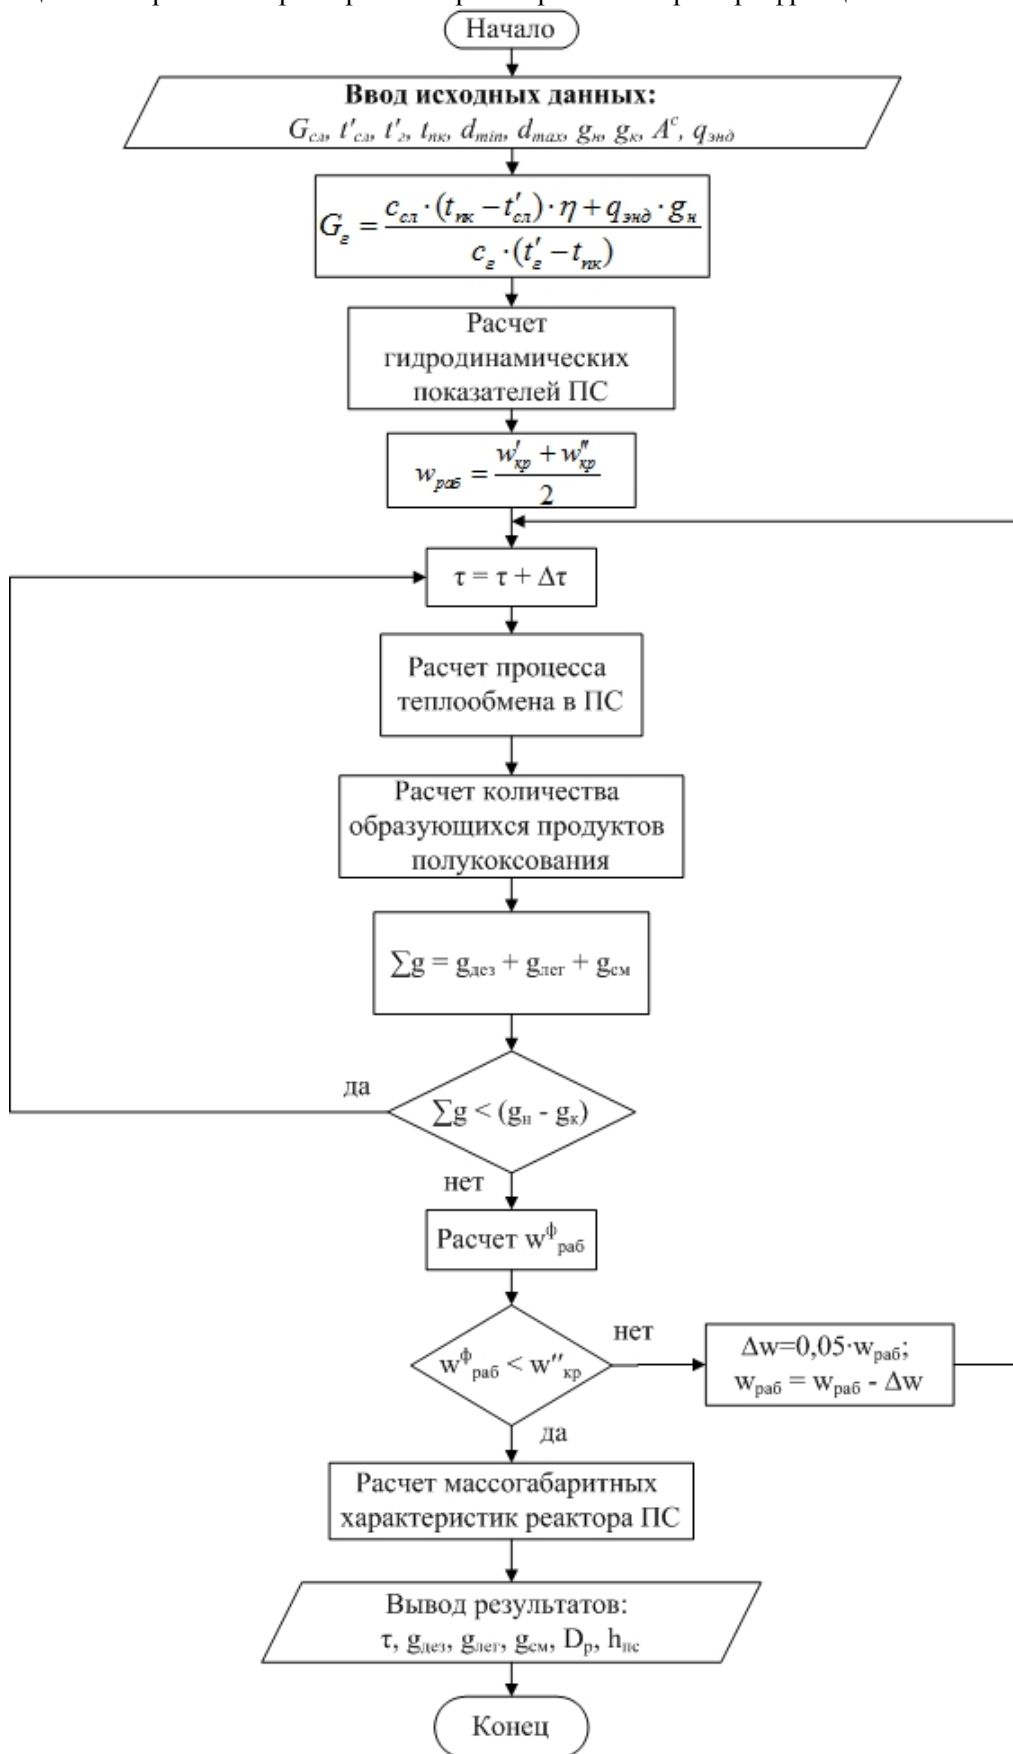 Начало
Ввод исходных данных:
G_сл, t'_сл, t'_г, t_пк, d_min, d_max, g_н, g_к, A^c, q_энд
G_г = (c_сл · (t_пк − t'_сл) · η + q_энд · g_н) / (c_г · (t'_г − t_пк))
Расчет
гидродинамических
показателей ПС
w_раб = (w'_кр + w''_кр) / 2
τ = τ + Δτ
Расчет процесса
теплообмена в ПС
Расчет количества
образующихся продуктов
полукоксования
∑g = g_дез + g_лег + g_см
да
∑g < (g_н - g_к)
нет
Расчет w^ф_раб
w^ф_раб < w''_кр
нет
Δw=0,05·w_раб;
w_раб = w_раб - Δw
да
Расчет массогабаритных
характеристик реактора ПС
Вывод результатов:
τ, g_дез, g_лег, g_см, D_р, h_пс
Конец